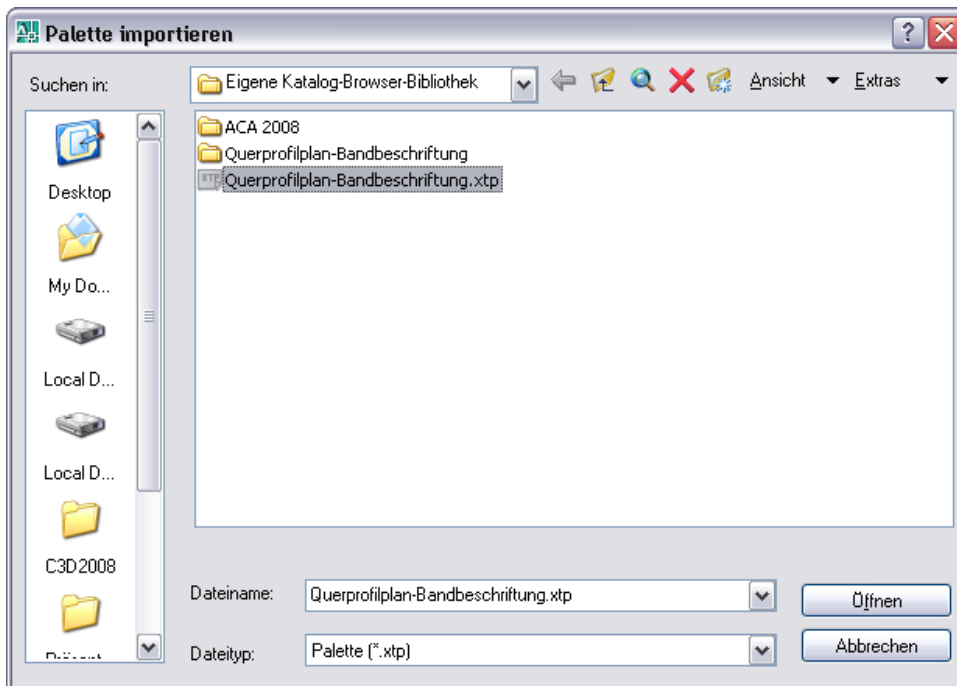 Palette importieren
Suchen in:
Eigene Katalog-Browser-Bibliothek
Ansicht
Extras
Desktop
My Do...
Local D...
Local D...
C3D2008
ACA 2008
Querprofilplan-Bandbeschriftung
XTP Querprofilplan-Bandbeschriftung.xtp
Dateiname:
Querprofilplan-Bandbeschriftung.xtp
Öffnen
Dateityp:
Palette (*.xtp)
Abbrechen